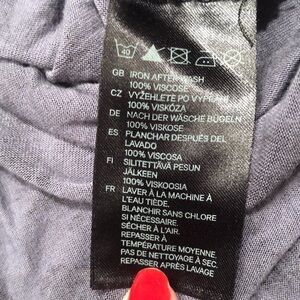 GB IRON AFTER WASH
100% VISCOSE
CZ VYŽEHLETE PO VYPRÁNÍ
100% VISKÓZA
DE NACH DER WÄSCHE BÜGELN
100% VISKOSE
ES PLANCHAR DESPUÉS DEL
LAVADO
100% VISCOSA
FI SILITETTÄVÄ PESUN
JÄLKEEN
100% VISKOOSIA
FR LAVER À LA MACHINE À
L'EAU TIÈDE.
BLANCHIR SANS CHLORE
SI NÉCESSAIRE.
SÉCHER À L'AIR.
REPASSER À
TEMPÉRATURE MOYENNE.
PAS DE NETTOYAGE À SEC.
REPASSER APRÈS LAVAGE